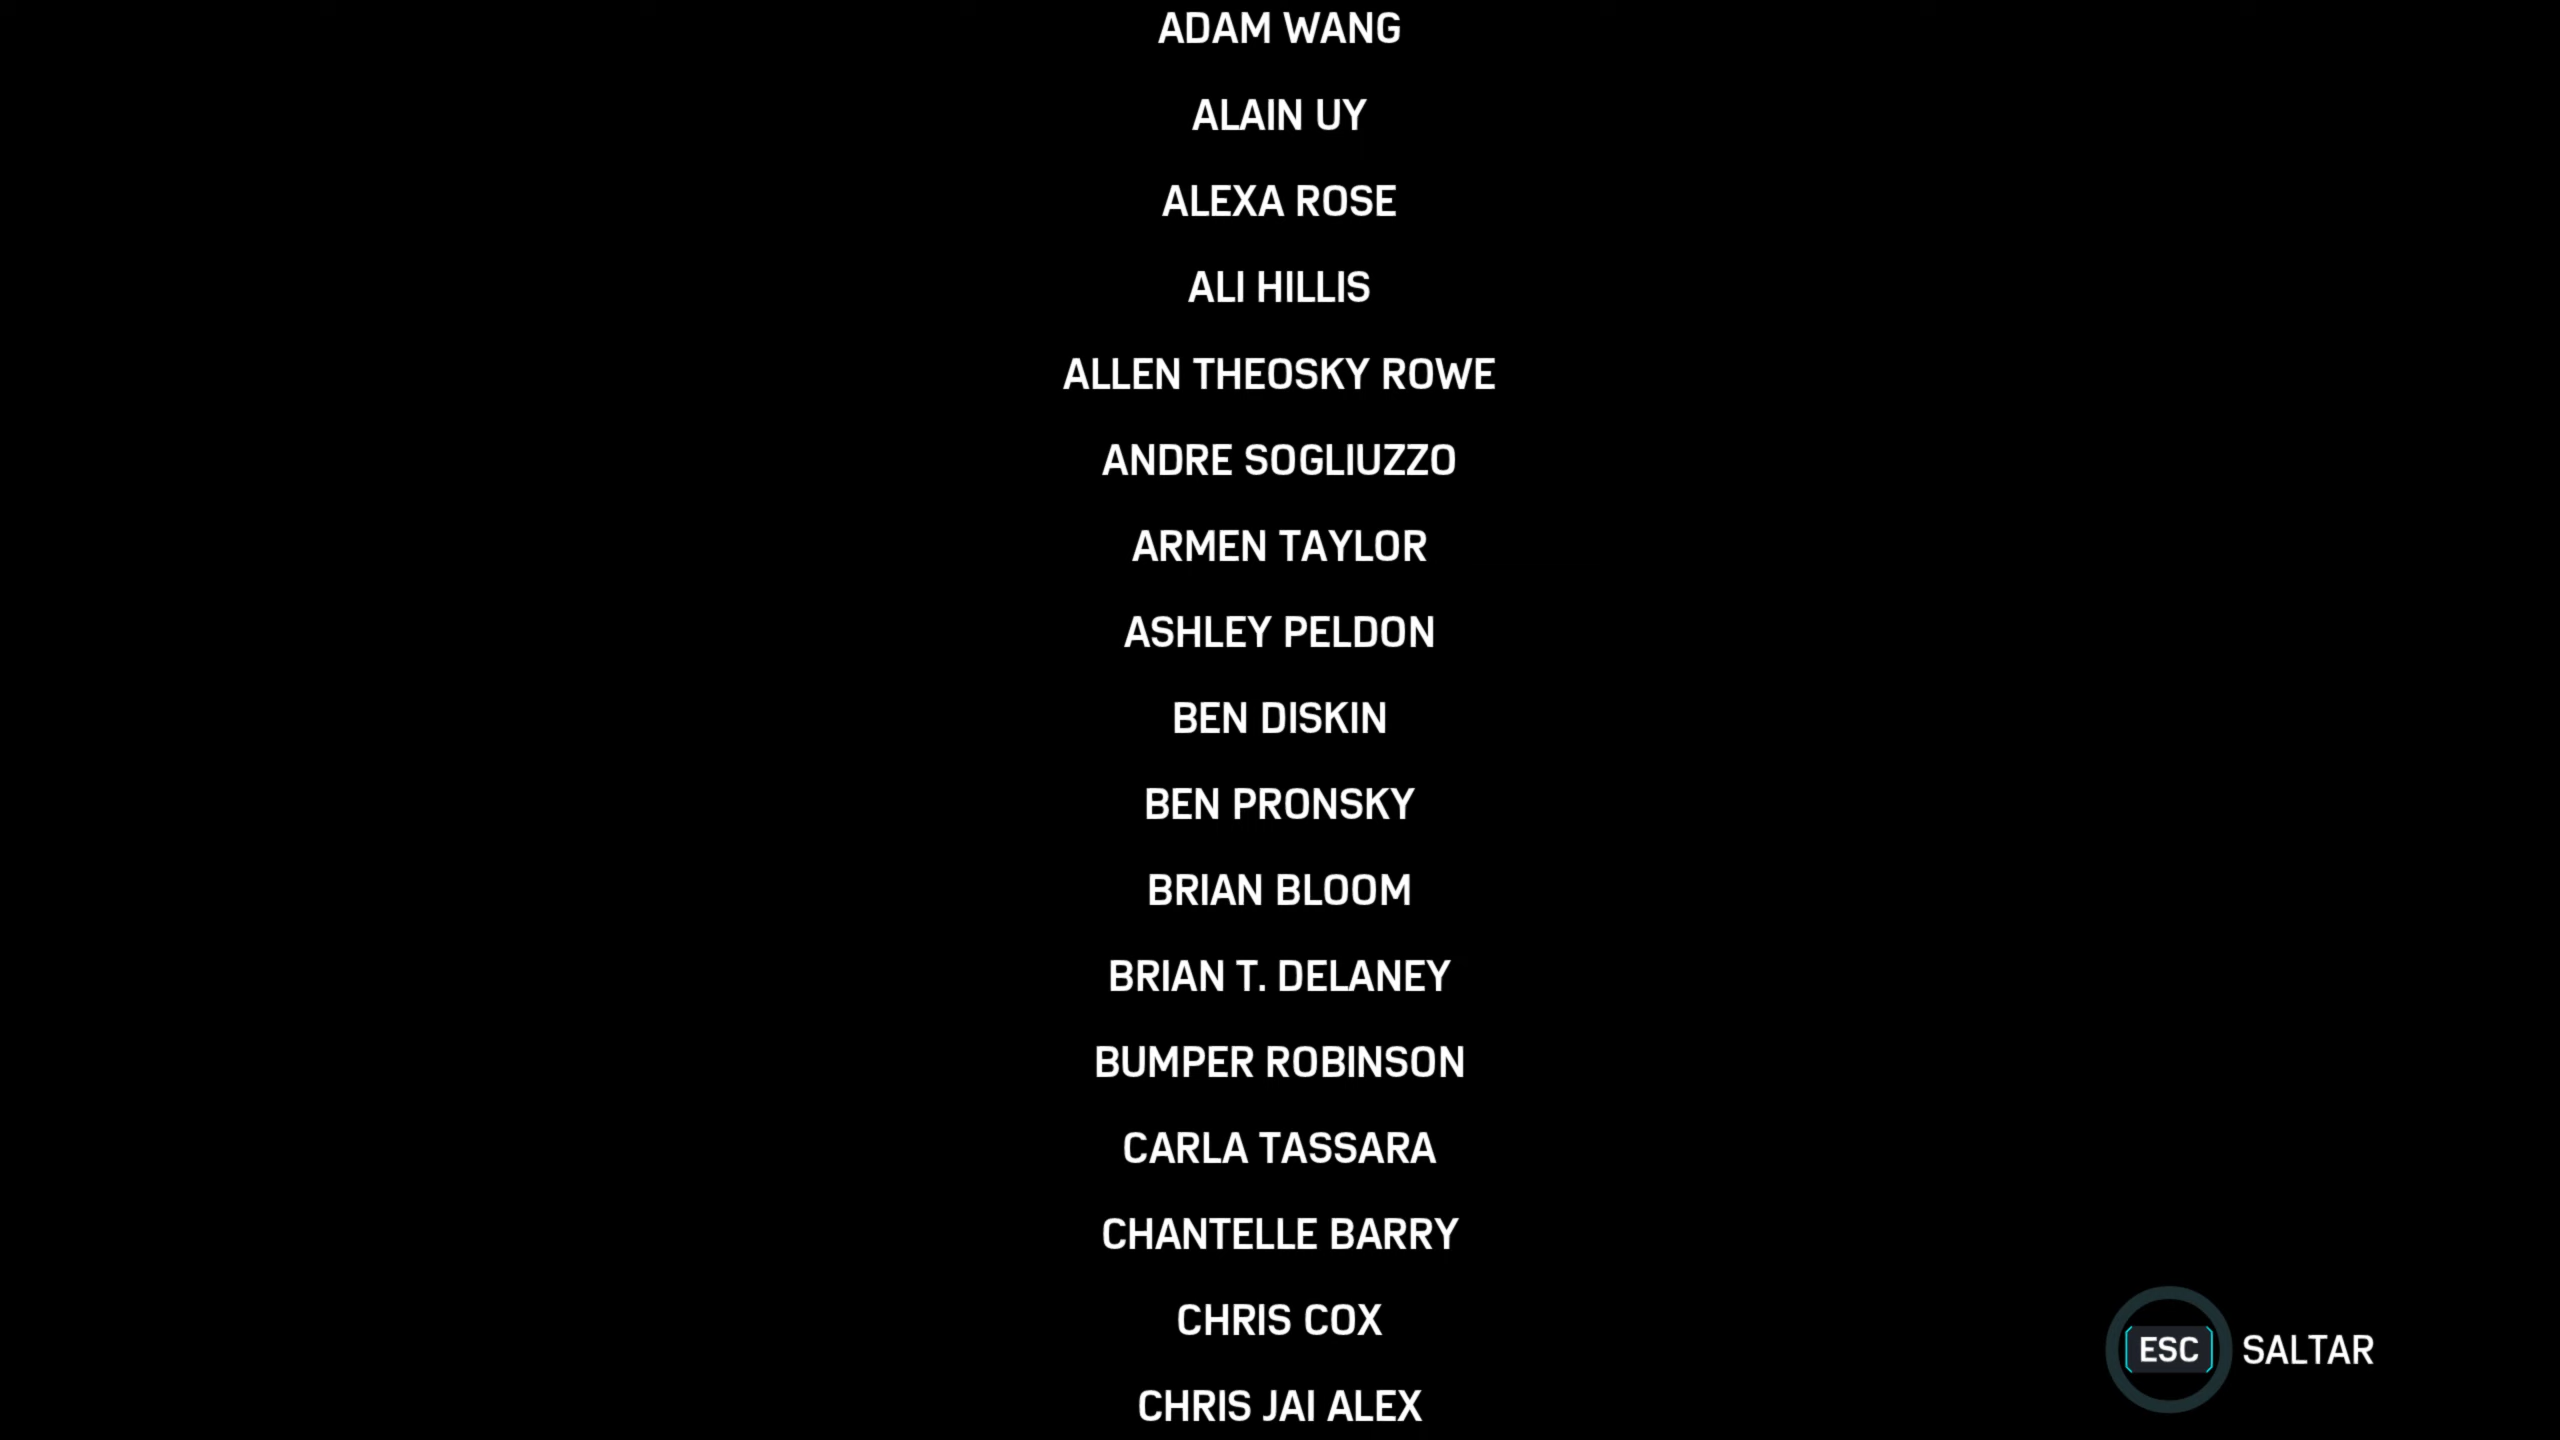 ADAM WANG
ALAIN UY
ALEXA ROSE
ALI HILLIS
ALLEN THEOSKY ROWE
ANDRE SOGLIUZZO
ARMEN TAYLOR
ASHLEY PELDON
BEN DISKIN
BEN PRONSKY
BRIAN BLOOM
BRIAN T. DELANEY
BUMPER ROBINSON
CARLA TASSARA
CHANTELLE BARRY
CHRIS COX
ESC SALTAR
CHRIS JAI ALEX